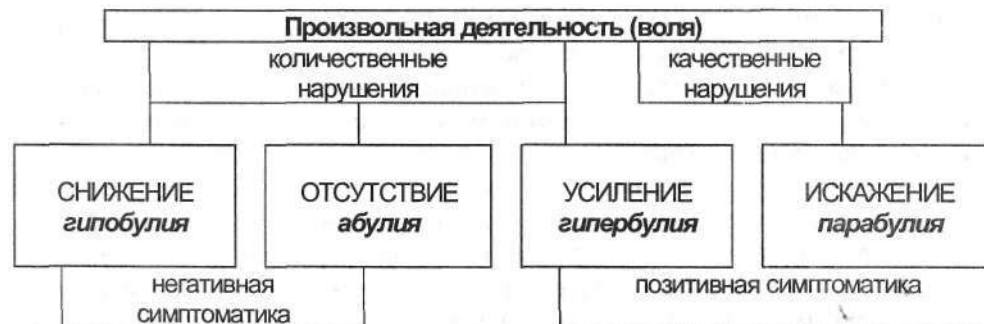 Произвольная деятельность (воля)
количественные
нарушения
качественные
нарушения
СНИЖЕНИЕ
гипобулия
ОТСУТСТВИЕ
абулия
УСИЛЕНИЕ
гипербулия
ИСКАЖЕНИЕ
парабулия
негативная
симптоматика
позитивная симптоматика